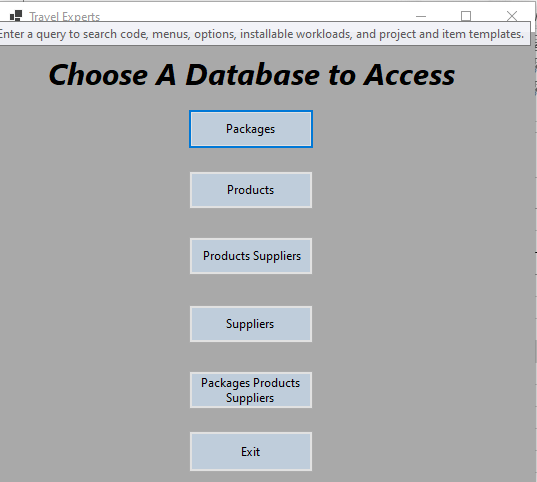 Travel Experts
Enter a query to search code, menus, options, installable workloads, and project and item templates.
Choose A Database to Access
Packages
Products
Products Suppliers
Suppliers
Packages Products
Suppliers
Exit